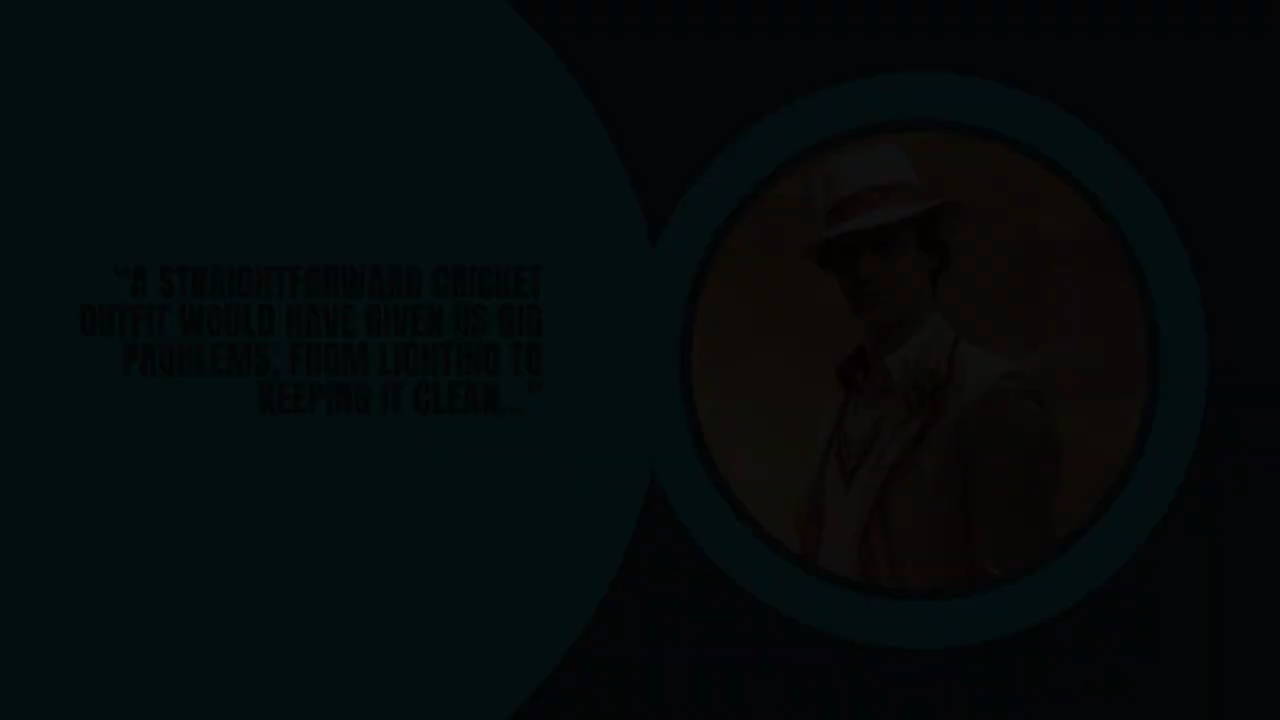 "A STRAIGHTFORWARD CRICKET
OUTFIT WOULD HAVE GIVEN US BIG
PROBLEMS, FROM LIGHTING TO
KEEPING IT CLEAN..."